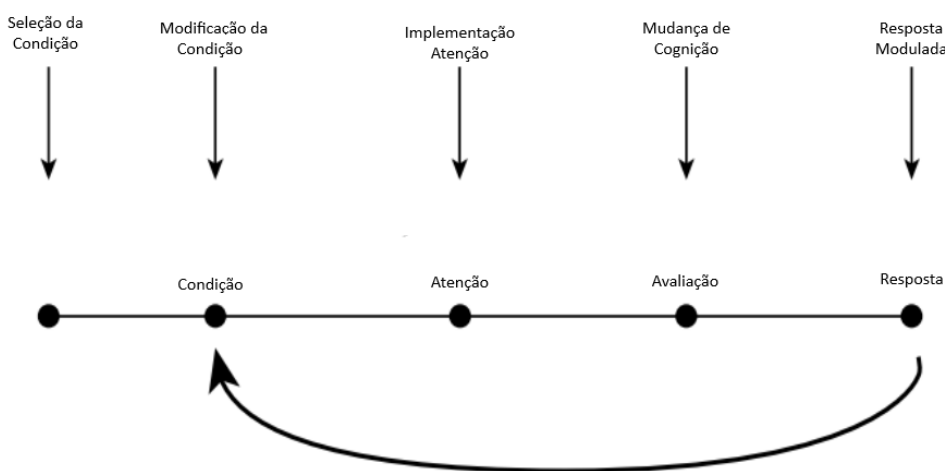 Seleção da
Condição
Modificação da
Condição
Implementação
Atenção
Mudança de
Cognição
Resposta
Modulada
Condição
Atenção
Avaliação
Resposta